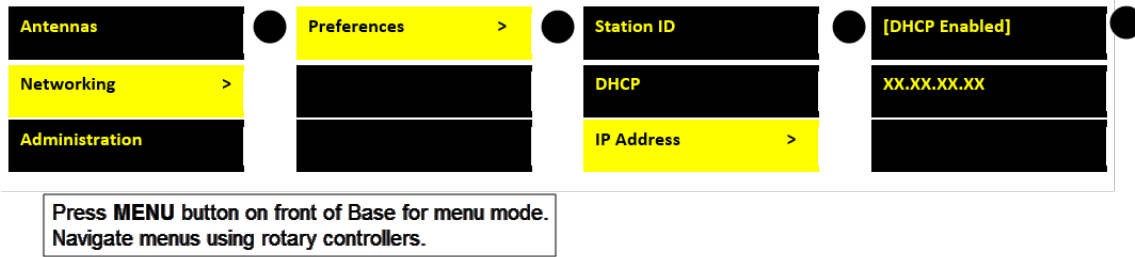 Antennas
Networking >
Administration
Preferences >
Station ID
DHCP
IP Address >
[DHCP Enabled]
XX.XX.XX.XX
Press MENU button on front of Base for menu mode.
Navigate menus using rotary controllers.